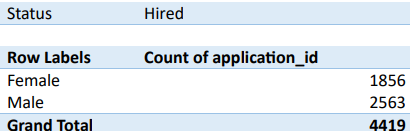 Status Hired
Row Labels Count of application_id
Female 1856
Male 2563
Grand Total 4419